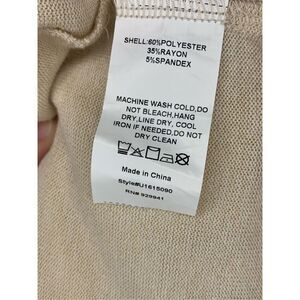 SHELL:60%POLYESTER
35%RAYON
5%SPANDEX
MACHINE WASH COLD,DO
NOT BLEACH,HANG
DRY,LINE DRY, COOL
IRON IF NEEDED,DO NOT
DRY CLEAN
Made in China
Style#U1615090
RN# 929941